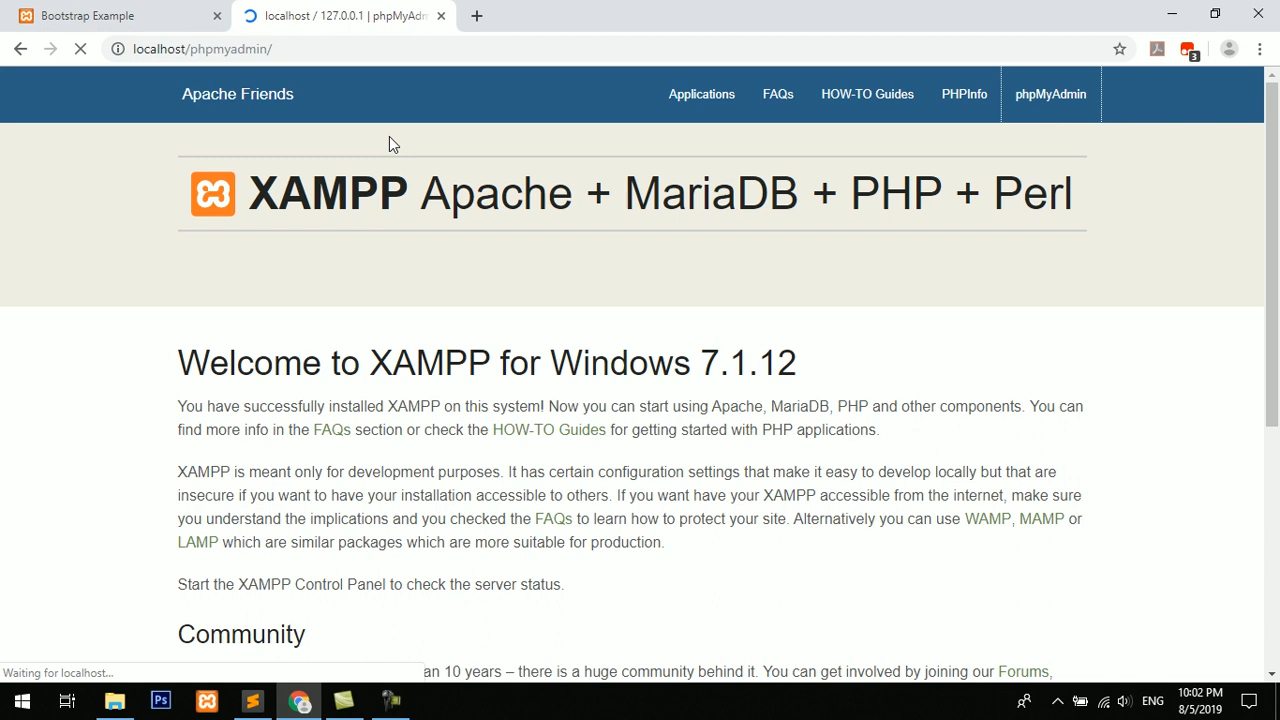 Bootstrap Example
localhost / 127.0.0.1 | phpMyAdm
localhost/phpmyadmin/
3
Apache Friends
Applications
FAQs
HOW-TO Guides
PHPInfo
phpMyAdmin
XAMPP Apache + MariaDB + PHP + Perl
Welcome to XAMPP for Windows 7.1.12
You have successfully installed XAMPP on this system! Now you can start using Apache, MariaDB, PHP and other components. You can
find more info in the FAQs section or check the HOW-TO Guides for getting started with PHP applications.
XAMPP is meant only for development purposes. It has certain configuration settings that make it easy to develop locally but that are
insecure if you want to have your installation accessible to others. If you want have your XAMPP accessible from the internet, make sure
you understand the implications and you checked the FAQs to learn how to protect your site. Alternatively you can use WAMP, MAMP or
LAMP which are similar packages which are more suitable for production.
Start the XAMPP Control Panel to check the server status.
Community
an 10 years – there is a huge community behind it. You can get involved by joining our Forums,
Waiting for localhost...
Ps
ENG
10:02 PM
8/5/2019